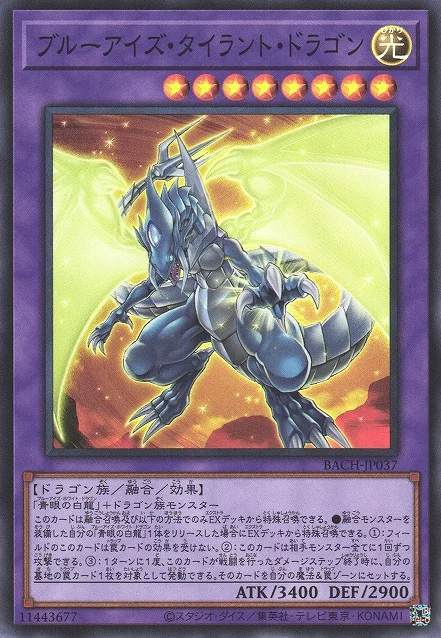 ブルーアイズ・タイラント・ドラゴン
光
BACH-JP037
【ドラゴン族/融合/効果】
「青眼の白龍」+ドラゴン族モンスター
このカードは融合召喚及び以下の方法でのみEXデッキから特殊召喚できる。●融合モンスターを
装備した自分の「青眼の白龍」1体をリリースした場合にEXデッキから特殊召喚できる。①:フィー
ルドのこのカードは罠カードの効果を受けない。②:このカードは相手モンスター全てに1回ずつ
攻撃できる。③:1ターンに1度、このカードが戦闘を行ったダメージステップ終了時に、自分の
墓地の罠カード1枚を対象として発動できる。そのカードを自分の魔法&罠ゾーンにセットする。
ATK/3400 DEF/2900
11443677
©スタジオ・ダイス/集英社・テレビ東京・KONAMI